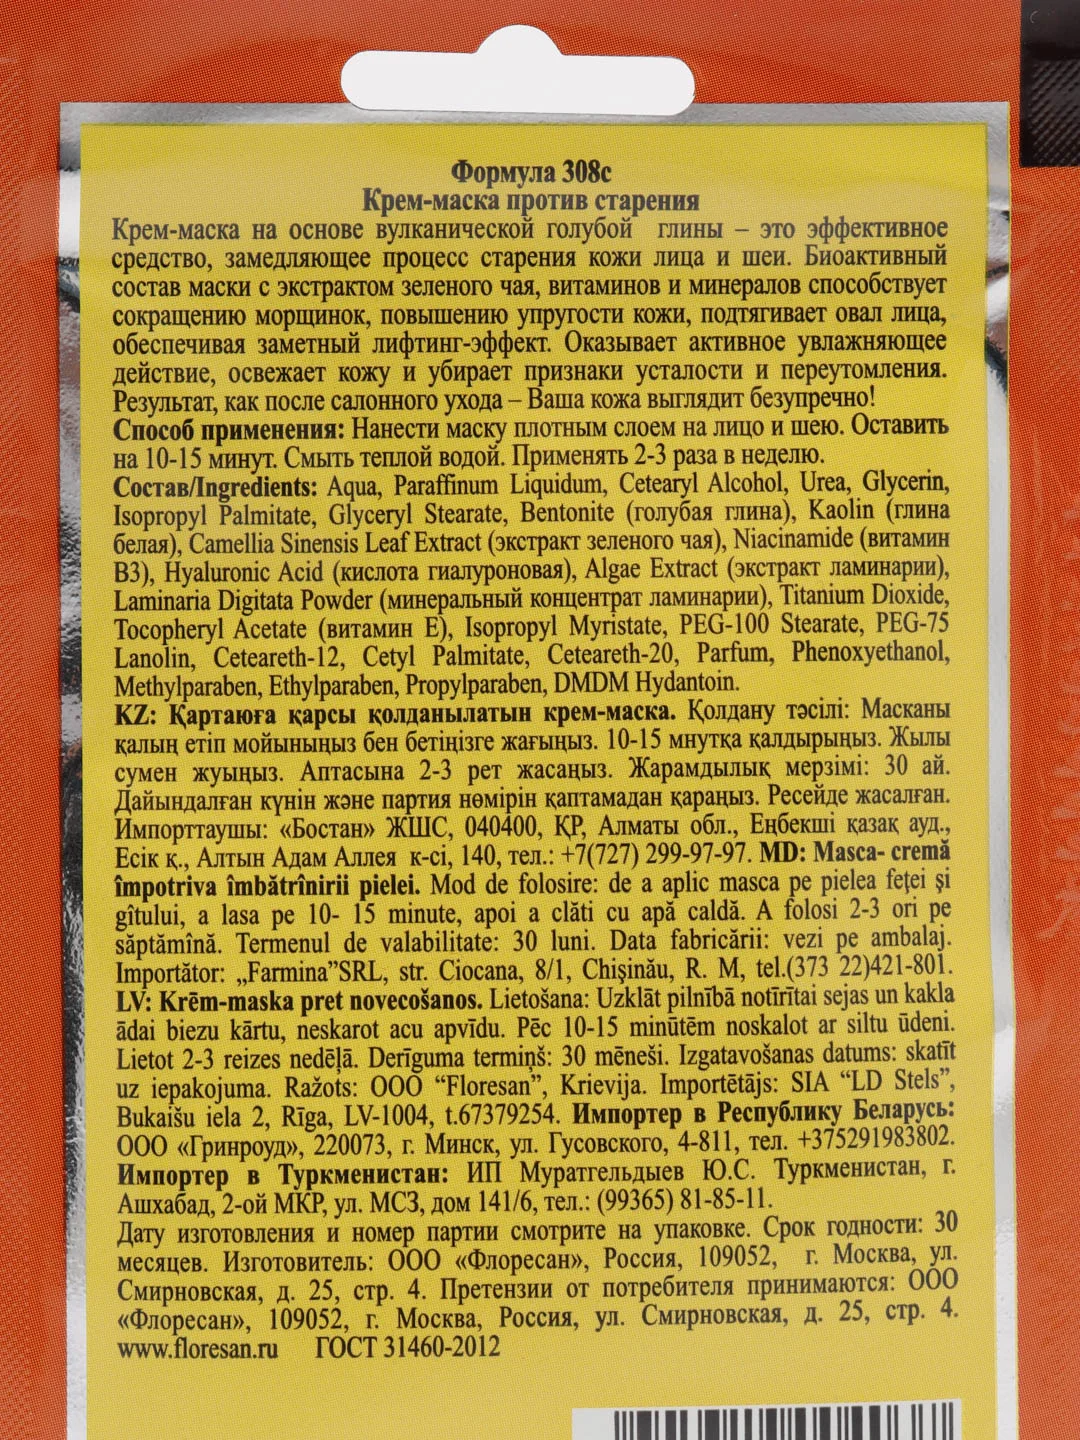 Формула 308с
Крем-маска против старения
Крем-маска на основе вулканической голубой глины – это эффективное
средство, замедляющее процесс старения кожи лица и шеи. Биоактивный
состав маски с экстрактом зеленого чая, витаминов и минералов способствует
сокращению морщинок, повышению упругости кожи, подтягивает овал лица,
обеспечивая заметный лифтинг-эффект. Оказывает активное увлажняющее
действие, освежает кожу и убирает признаки усталости и переутомления.
Результат, как после салонного ухода – Ваша кожа выглядит безупречно!
Способ применения: Нанести маску плотным слоем на лицо и шею. Оставить
на 10-15 минут. Смыть теплой водой. Применять 2-3 раза в неделю.
Состав/Ingredients: Aqua, Paraffinum Liquidum, Cetearyl Alcohol, Urea, Glycerin,
Isopropyl Palmitate, Glyceryl Stearate, Bentonite (голубая глина), Kaolin (глина
белая), Camellia Sinensis Leaf Extract (экстракт зеленого чая), Niacinamide (витамин
В3), Hyaluronic Acid (кислота гиалуроновая), Algae Extract (экстракт ламинарии),
Laminaria Digitata Powder (минеральный концентрат ламинарии), Titanium Dioxide,
Tocopheryl Acetate (витамин Е), Isopropyl Myristate, PEG-100 Stearate, PEG-75
Lanolin, Ceteareth-12, Cetyl Palmitate, Ceteareth-20, Parfum, Phenoxyethanol,
Methylparaben, Ethylparaben, Propylparaben, DMDM Hydantoin.
KZ: Қартаюға қарсы қолданылатын крем-маска. Қолдану тәсілі: Масканы
қалың етіп мойыныңыз бен бетіңізге жағыңыз. 10-15 мнутқа қалдырыңыз. Жылы
сумен жуыңыз. Аптасына 2-3 рет жасаңыз. Жарамдылық мерзімі: 30 ай.
Дайындалған күнін және партия нөмірін қаптамадан қараңыз. Ресейде жасалған.
Импорттаушы: «Бостан» ЖШС, 040400, ҚР, Алматы обл., Еңбекші қазақ ауд.,
Есік қ., Алтын Адам Аллея к-сі, 140, тел.: +7(727) 299-97-97. MD: Masca- cremă
împotriva îmbătrînirii pielei. Mod de folosire: de a aplic masca pe pielea feţei şi
gîtului, a lasa pe 10- 15 minute, apoi a clăti cu apă caldă. A folosi 2-3 ori pe
săptămînă. Termenul de valabilitate: 30 luni. Data fabricării: vezi pe ambalaj.
Importător: „Farmina”SRL, str. Ciocana, 8/1, Chişinău, R. M, tel.(373 22)421-801.
LV: Krēm-maska pret novecošanos. Lietošana: Uzklāt pilnībā notīrītai sejas un kakla
ādai biezu kārtu, neskarot acu apvīdu. Pēc 10-15 minūtēm noskalot ar siltu ūdeni.
Lietot 2-3 reizes nedēļā. Derīguma termiņš: 30 mēneši. Izgatavošanas datums: skatīt
uz iepakojuma. Ražots: ООО “Floresan”, Krievija. Importētājs: SIA “LD Stels”,
Bukaišu iela 2, Rīga, LV-1004, t.67379254. Импортер в Республику Беларусь:
ООО «Гринроуд», 220073, г. Минск, ул. Гусовского, 4-811, тел. +375291983802.
Импортер в Туркменистан: ИП Муратгельдыев Ю.С. Туркменистан, г.
Ашхабад, 2-ой МКР, ул. МСЗ, дом 141/6, тел.: (99365) 81-85-11.
Дату изготовления и номер партии смотрите на упаковке. Срок годности: 30
месяцев. Изготовитель: ООО «Флоресан», Россия, 109052, г. Москва, ул.
Смирновская, д. 25, стр. 4. Претензии от потребителя принимаются: ООО
«Флоресан», 109052, г. Москва, Россия, ул. Смирновская, д. 25, стр. 4.
www.floresan.ru ГОСТ 31460-2012